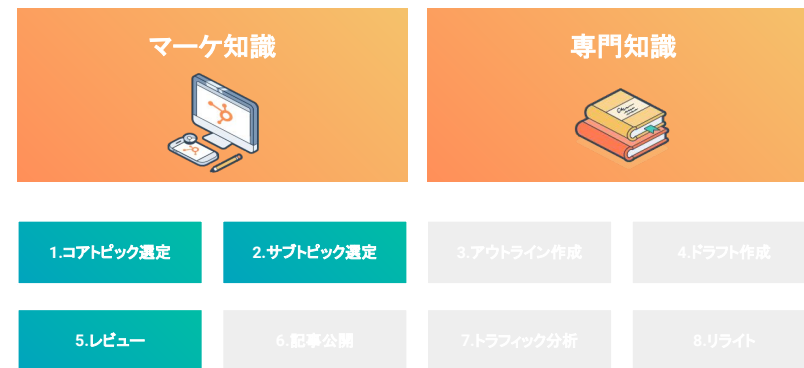 マーケ知識
専門知識
1.コアトピック選定
2.サブトピック選定
3.アウトライン作成
4.ドラフト作成
5.レビュー
6.記事公開
7.トラフィック分析
8.リライト